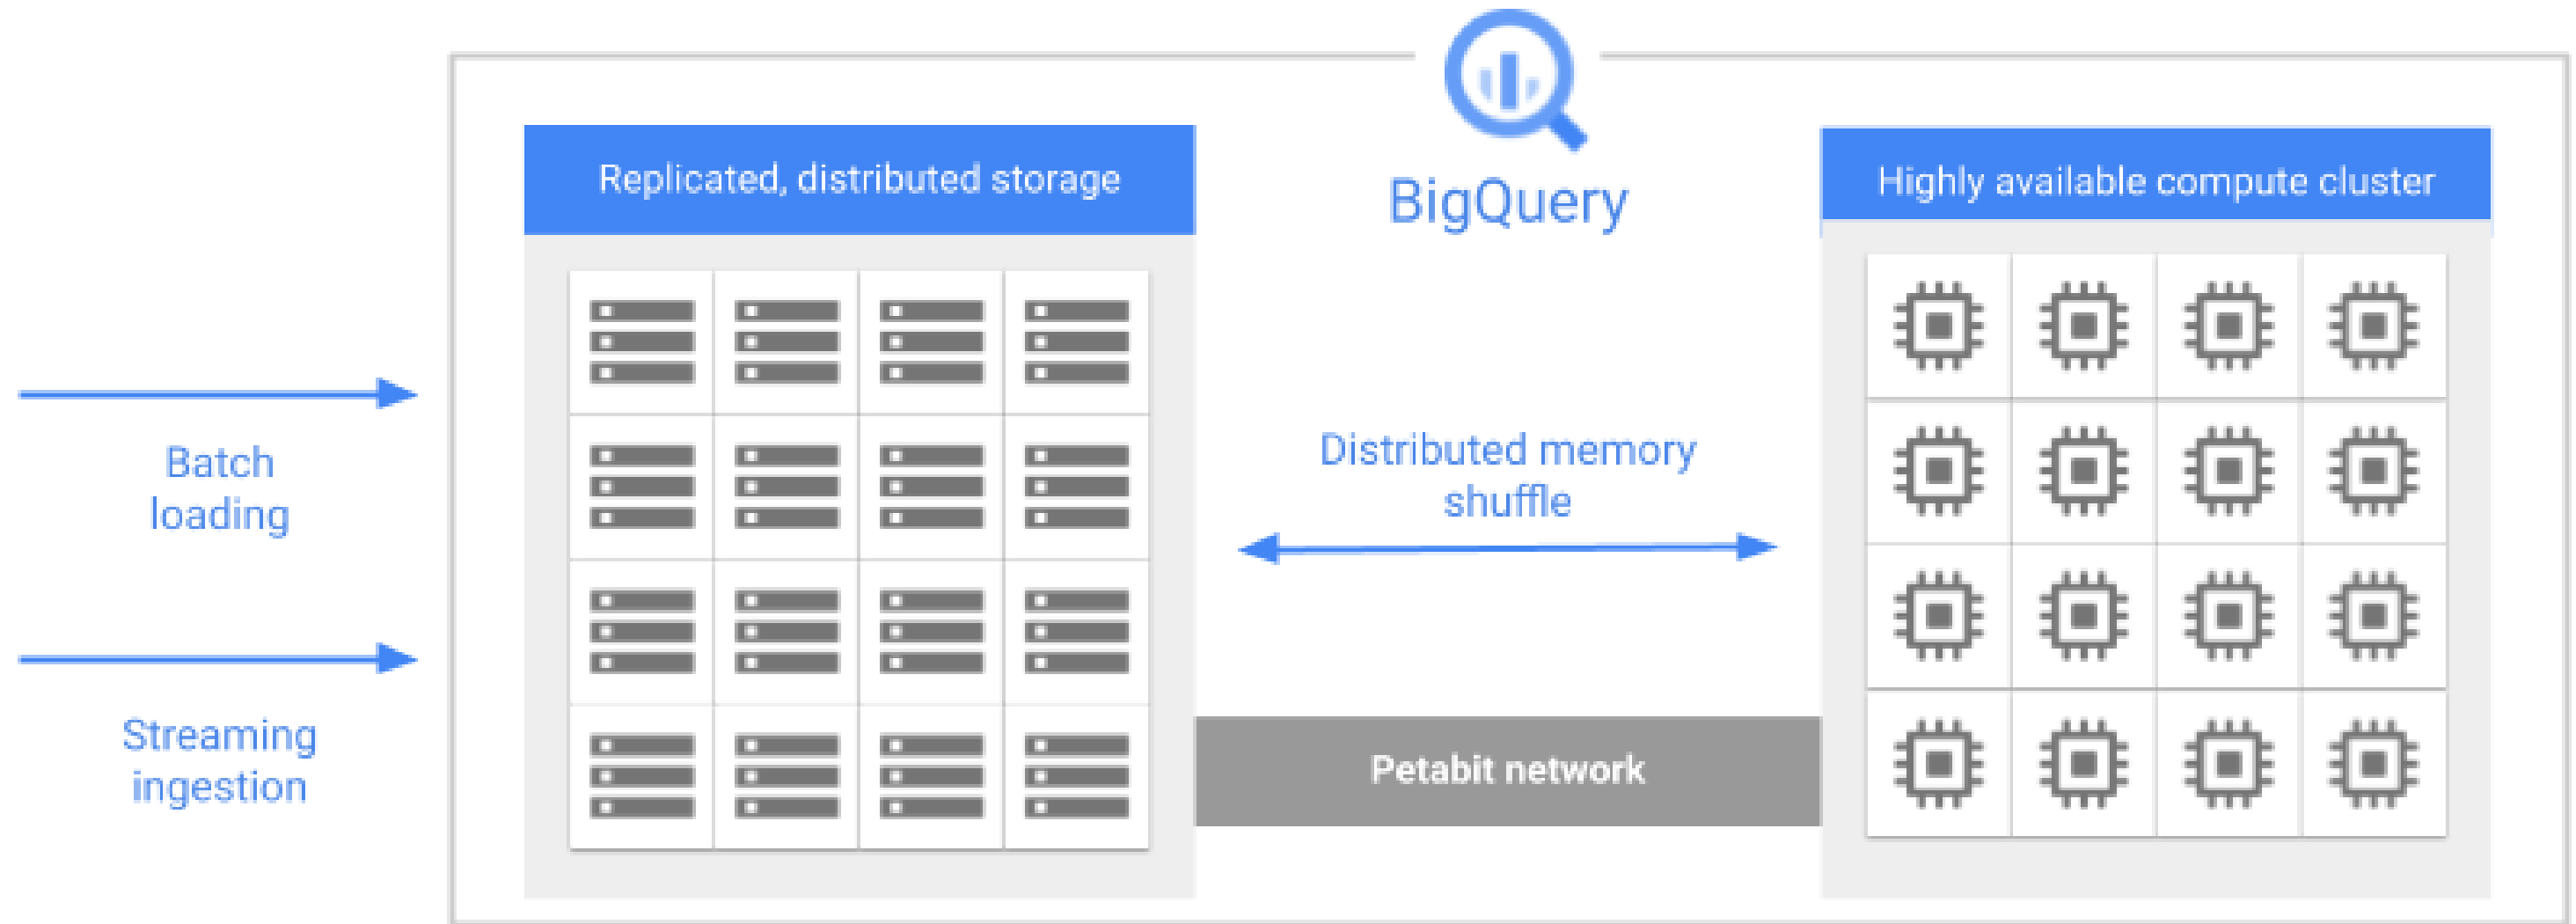 BigQuery
Replicated, distributed storage
Highly available compute cluster
Batch
loading
Streaming
ingestion
Distributed memory
shuffle
Petabit network